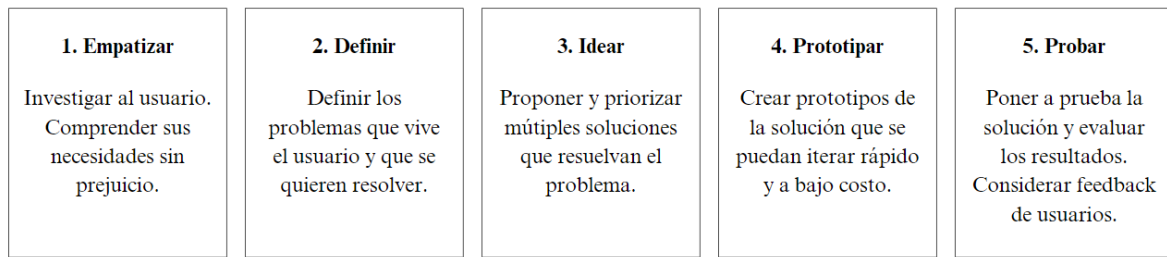 1. Empatizar
Investigar al usuario.
Comprender sus
necesidades sin
prejuicio.
2. Definir
Definir los
problemas que vive
el usuario y que se
quieren resolver.
3. Idear
Proponer y priorizar
mútiples soluciones
que resuelvan el
problema.
4. Prototipar
Crear prototipos de
la solución que se
puedan iterar rápido
y a bajo costo.
5. Probar
Poner a prueba la
solución y evaluar
los resultados.
Considerar feedback
de usuarios.